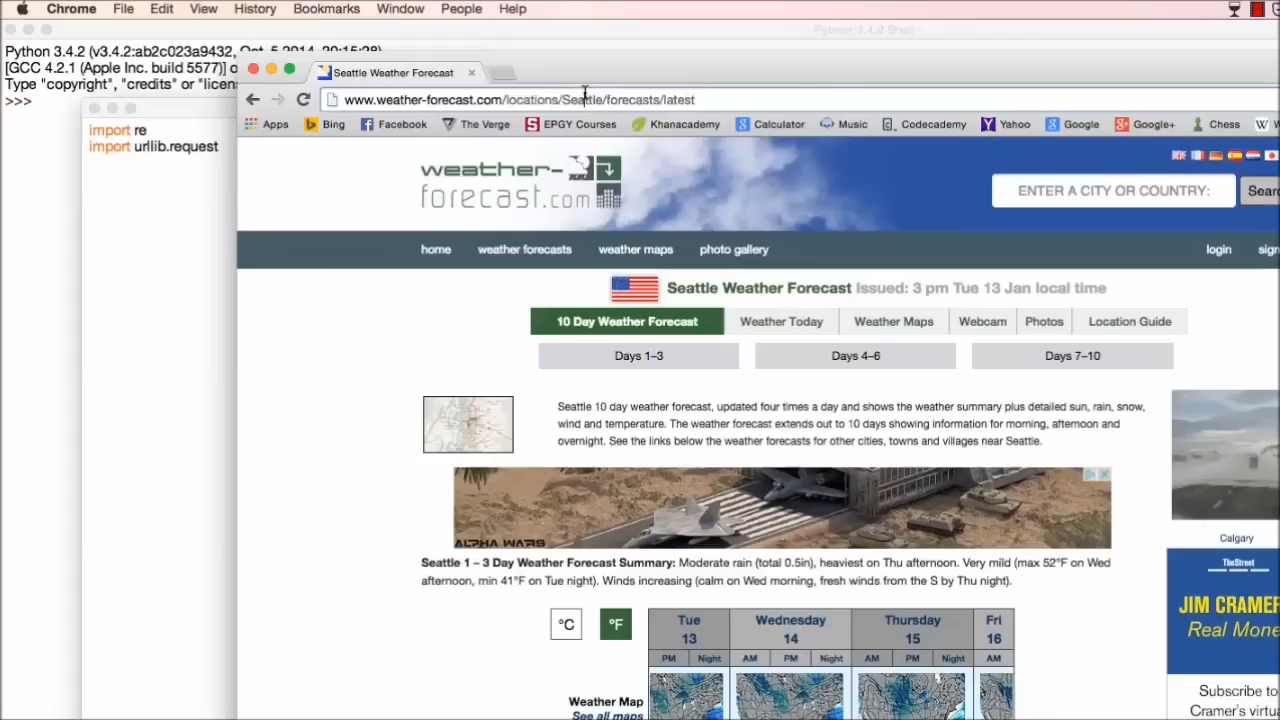 Chrome File Edit View History Bookmarks Window People Help
Python 3.4.2 Shell
Python 3.4.2 (v3.4.2:ab2c023a9432, Oct 5 2014, 20:15:28)
[GCC 4.2.1 (Apple Inc. build 5577)] o
Type "copyright", "credits" or "licens
>>>
import re
import urllib.request
Seattle Weather Forecast
www.weather-forecast.com/locations/Seattle/forecasts/latest
Apps Bing Facebook The Verge EPGY Courses Khanacademy Calculator Music Codecademy Yahoo Google Google+ Chess W
weather-
forecast.com
ENTER A CITY OR COUNTRY:
Sear
home weather forecasts weather maps photo gallery login sign
Seattle Weather Forecast Issued: 3 pm Tue 13 Jan local time
10 Day Weather Forecast Weather Today Weather Maps Webcam Photos Location Guide
Days 1–3 Days 4–6 Days 7–10
Seattle 10 day weather forecast, updated four times a day and shows the weather summary plus detailed sun, rain, snow,
wind and temperature. The weather forecast extends out to 10 days showing information for morning, afternoon and
overnight. See the links below the weather forecasts for other cities, towns and villages near Seattle.
ALPHA WARS
Calgary
Seattle 1 – 3 Day Weather Forecast Summary: Moderate rain (total 0.5in), heaviest on Thu afternoon. Very mild (max 52°F on Wed
afternoon, min 41°F on Tue night). Winds increasing (calm on Wed morning, fresh winds from the S by Thu night).
TheStreet
JIM CRAMER
Real Mone
°C °F
Tue Wednesday Thursday Fri
13 14 15 16
PM Night AM PM Night AM PM Night AM
Weather Map
See all maps
Subscribe to
Cramer's virtua